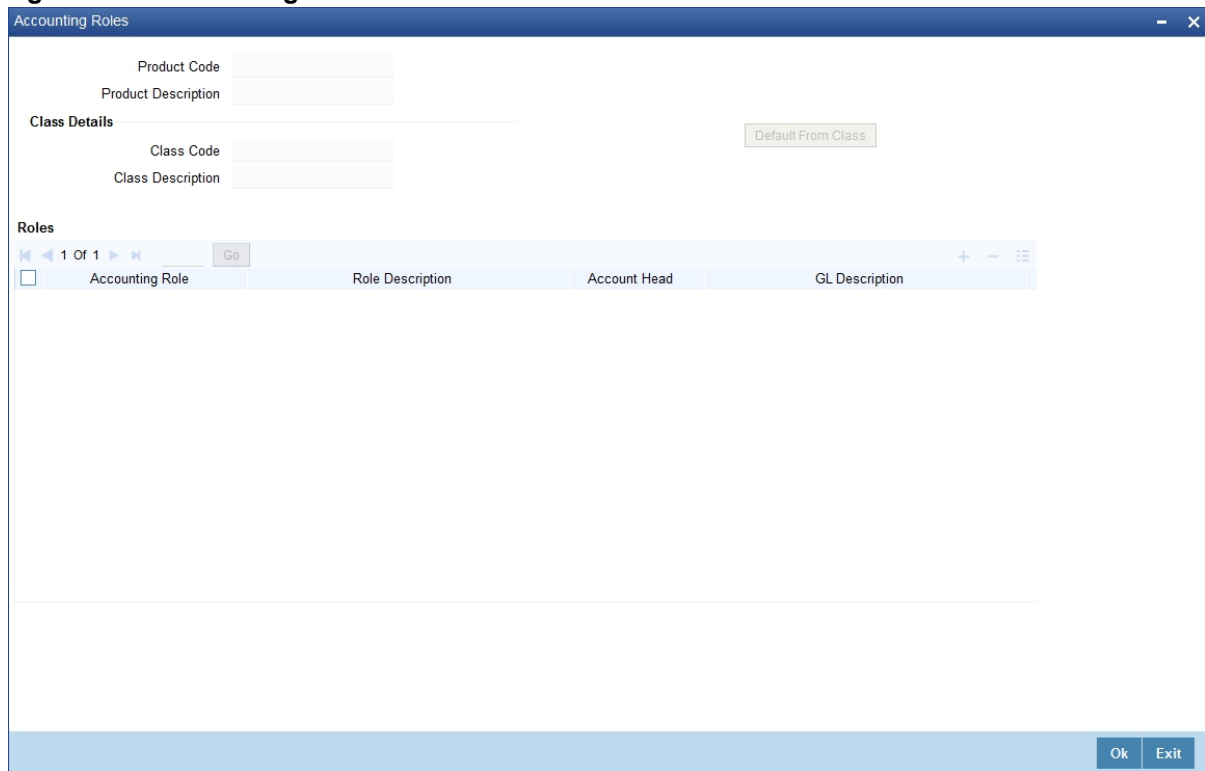 Accounting Roles
Product Code
Product Description
Class Details
Default From Class
Class Code
Class Description
Roles
1 Of 1 Go
Accounting Role Role Description Account Head GL Description
Ok Exit